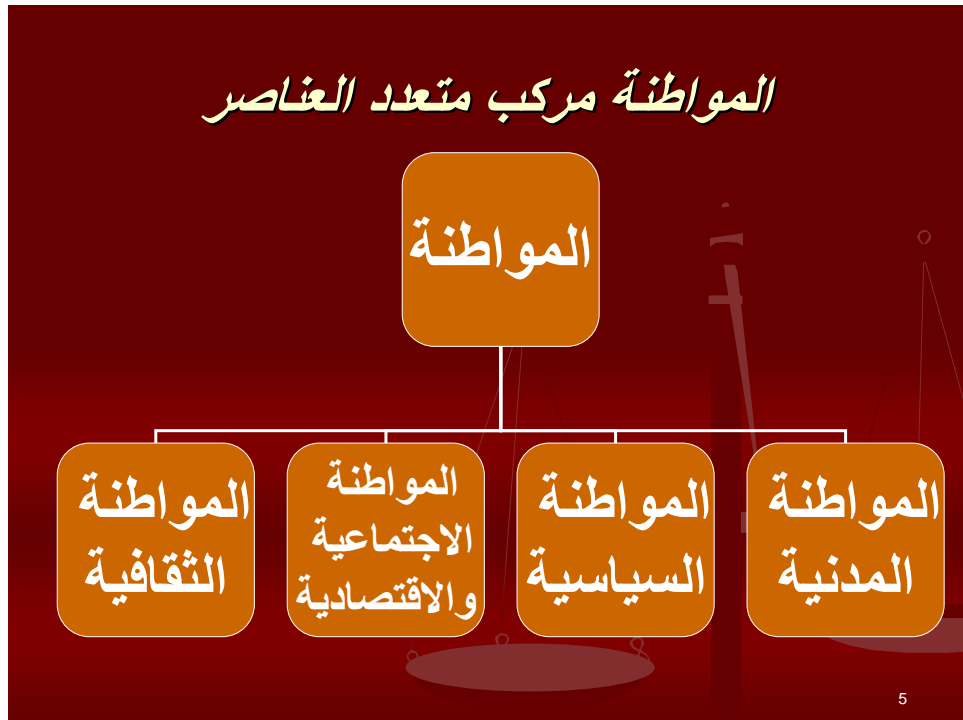 المواطنة مركب متعدد العناصر
المواطنة
المواطنة
المدنية
المواطنة
السياسية
المواطنة
الاجتماعية
والاقتصادية
المواطنة
الثقافية
5